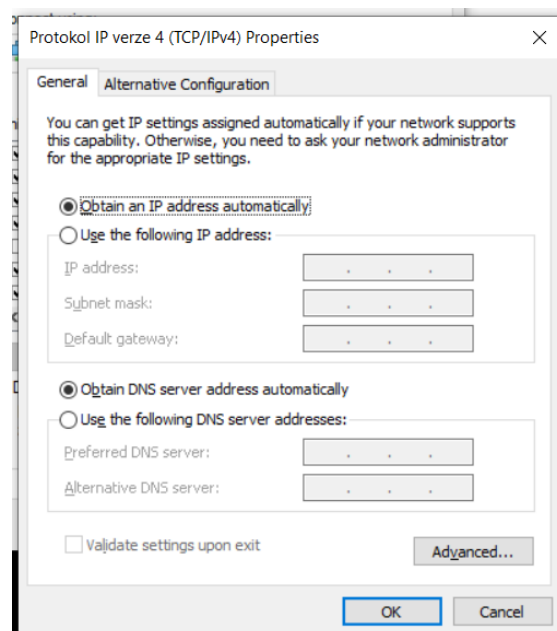 Protokol IP verze 4 (TCP/IPv4) Properties
General
Alternative Configuration
You can get IP settings assigned automatically if your network supports
this capability. Otherwise, you need to ask your network administrator
for the appropriate IP settings.
Obtain an IP address automatically
Use the following IP address:
IP address:
Subnet mask:
Default gateway:
Obtain DNS server address automatically
Use the following DNS server addresses:
Preferred DNS server:
Alternative DNS server:
Validate settings upon exit
Advanced...
OK
Cancel